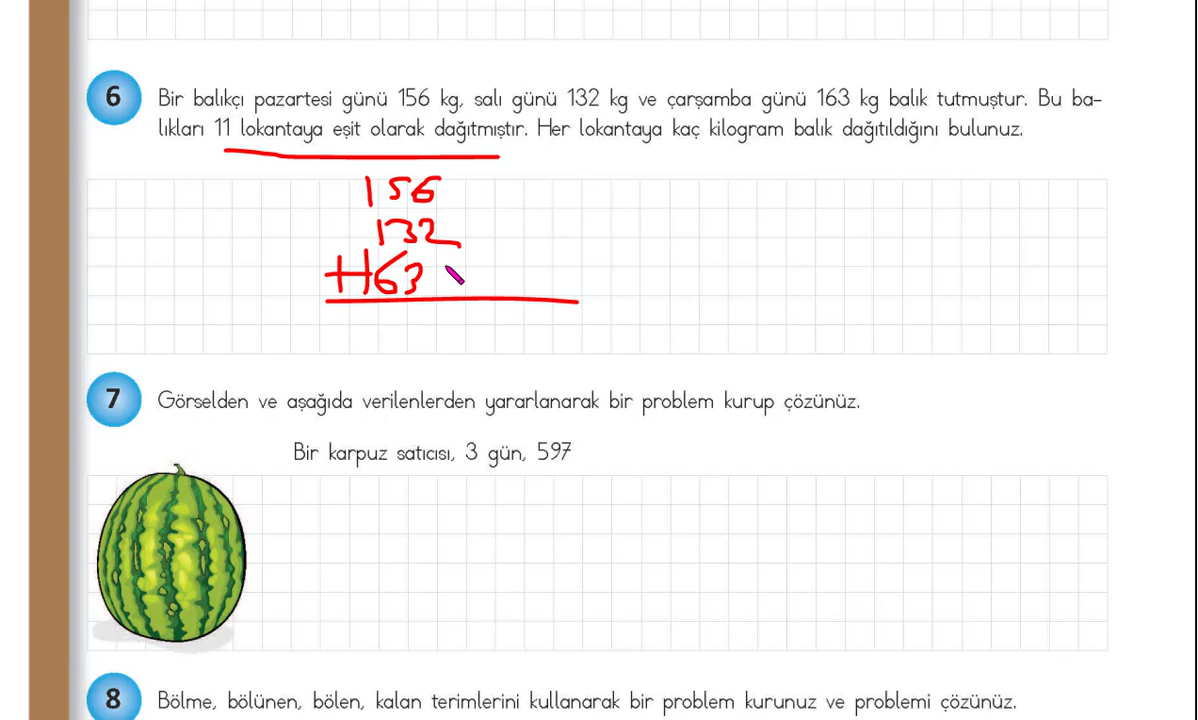 6
Bir balıkçı pazartesi günü 156 kg, salı günü 132 kg ve çarşamba günü 163 kg balık tutmuştur. Bu ba-
lıkları 11 lokantaya eşit olarak dağıtmıştır. Her lokantaya kaç kilogram balık dağıtıldığını bulunuz.
156
132
+163
7
Görselden ve aşağıda verilenlerden yararlanarak bir problem kurup çözünüz.
Bir karpuz satıcısı, 3 gün, 597
8
Bölme, bölünen, bölen, kalan terimlerini kullanarak bir problem kurunuz ve problemi çözünüz.